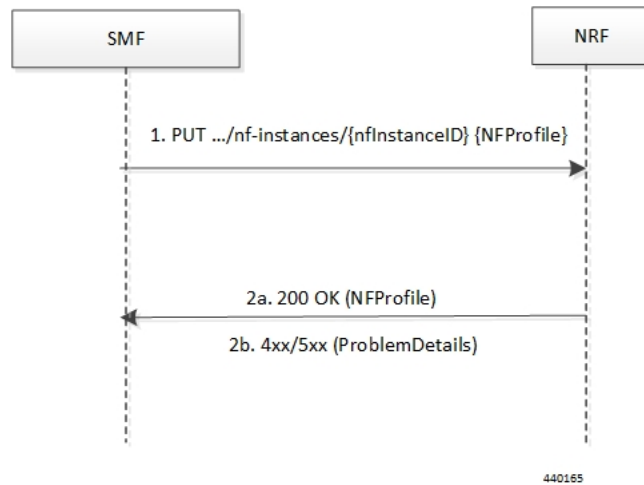 SMF
NRF
1. PUT .../nf-instances/{nfInstanceID} {NFProfile}
2a. 200 OK (NFProfile)
2b. 4xx/5xx (ProblemDetails)
440165